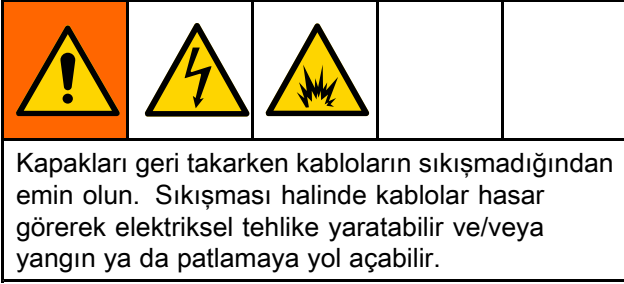 Kapakları geri takarken kabloların sıkışmadığından
emin olun.  Sıkışması halinde kablolar hasar
görerek elektriksel tehlike yaratabilir ve/veya
yangın ya da patlamaya yol açabilir.